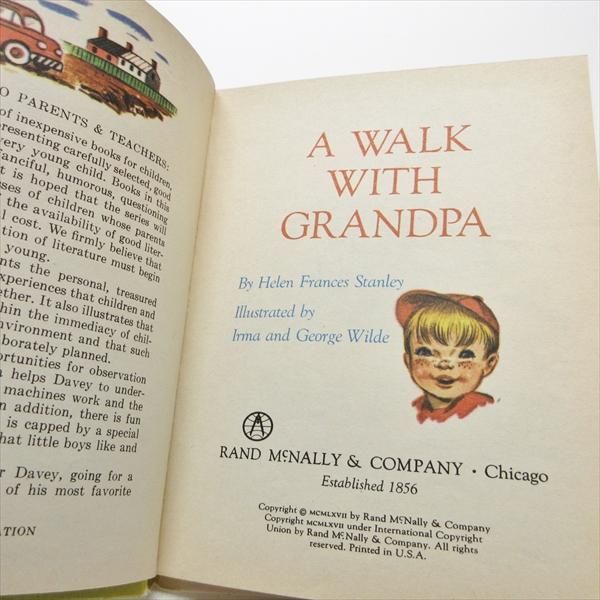 O PARENTS & TEACHERS:
of inexpensive books for children,
presenting carefully selected, good
very young child. Books in this
fanciful, humorous, questioning
t is hoped that the series will
ses of children whose parents
the availability of good liter-
al cost. We firmly believe that
tion of literature must begin
young.
nts the personal, treasured
xperiences that children and
ether. It also illustrates that
thin the immediacy of chil-
nvironment and that such
borately planned.
ortunities for observation
helps Davey to under-
machines work and the
n addition, there is fun
is capped by a special
hat little boys like and
r Davey, going for a
of his most favorite
ATION
A WALK
WITH
GRANDPA
By Helen Frances Stanley
Illustrated by
Irma and George Wilde
RAND McNALLY & COMPANY · Chicago
Established 1856
Copyright © MCMLXVII by Rand McNally & Company
Copyright MCMLXVII under International Copyright
Union by Rand McNally & Company. All rights
reserved. Printed in U.S.A.